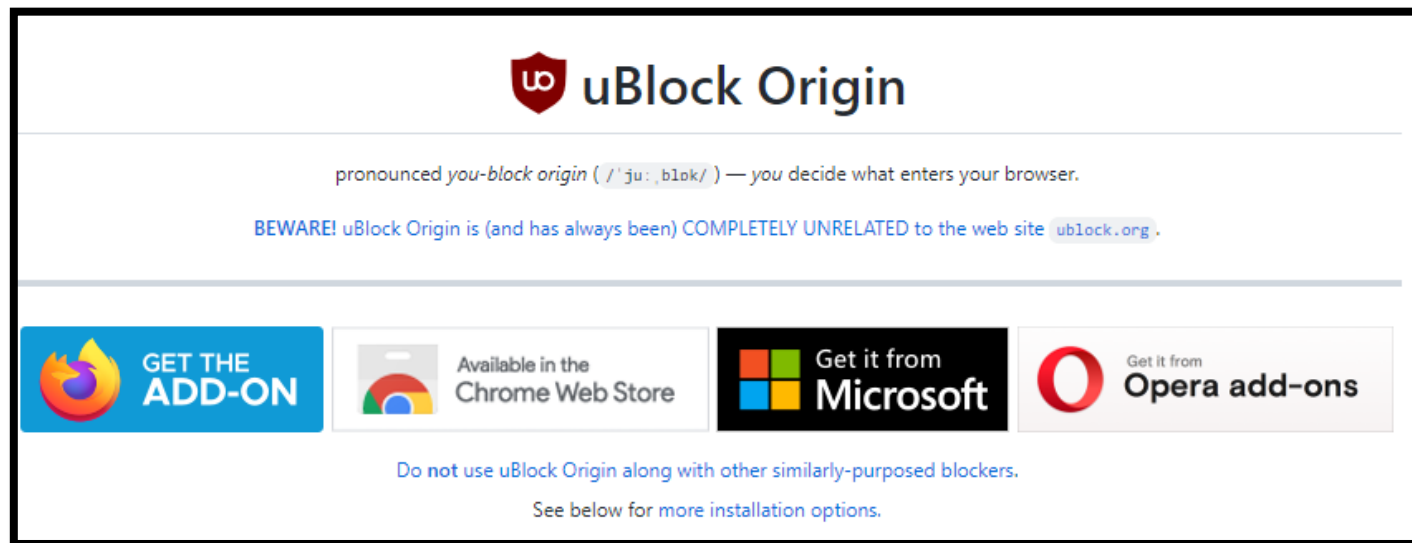 uo uBlock Origin
pronounced you-block origin ( /ˈjuːˌblɒk/ ) — you decide what enters your browser.
BEWARE! uBlock Origin is (and has always been) COMPLETELY UNRELATED to the web site ublock.org .
GET THE
ADD-ON
Available in the
Chrome Web Store
Get it from
Microsoft
Get it from
Opera add-ons
Do not use uBlock Origin along with other similarly-purposed blockers.
See below for more installation options.